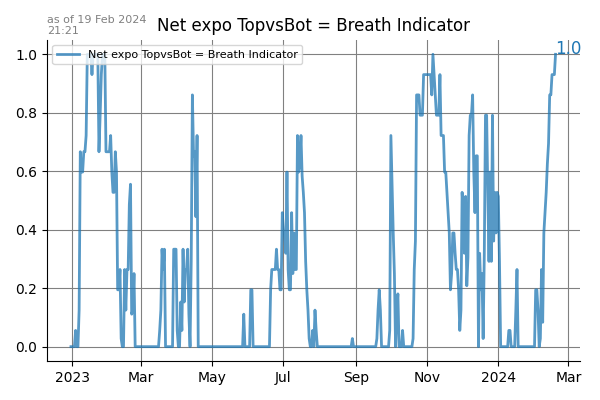 as of 19 Feb 2024
21:21
Net expo TopvsBot = Breath Indicator
Net expo TopvsBot = Breath Indicator
1.0
1.0
0.8
0.6
0.4
0.2
0.0
2023 Mar May Jul Sep Nov 2024 Mar